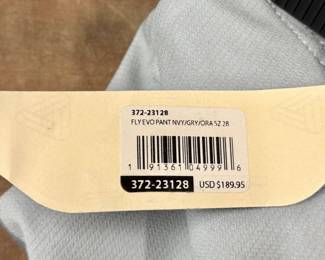 372-23128
FLY EVO PANT NVY/GRY/ORA SZ 28
1 91361 04999 6
372-23128 USD $189.95